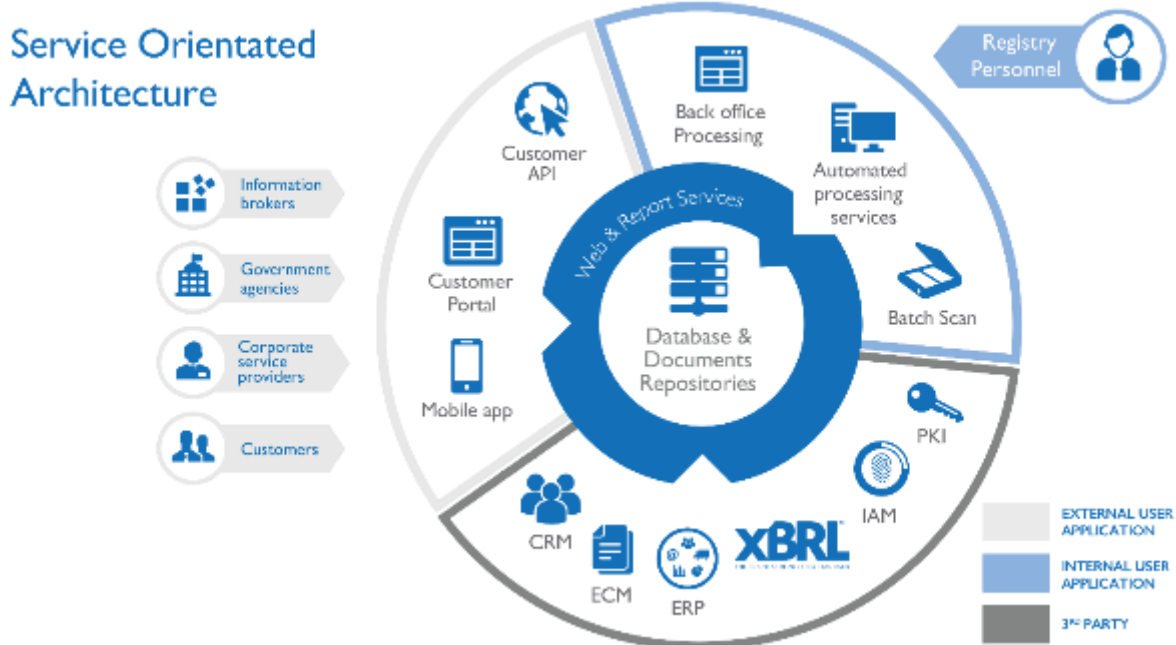 Service Orientated
Architecture
Registry
Personnel
Information
brokers
Government
agencies
Corporate
service
providers
Customers
Customer
API
Customer
Portal
Mobile app
Back office
Processing
Automated
processing
services
Batch Scan
Web & Report Services
Database &
Documents
Repositories
PKI
IAM
XBRL
ERP
ECM
CRM
EXTERNAL USER
APPLICATION
INTERNAL USER
APPLICATION
3RD PARTY